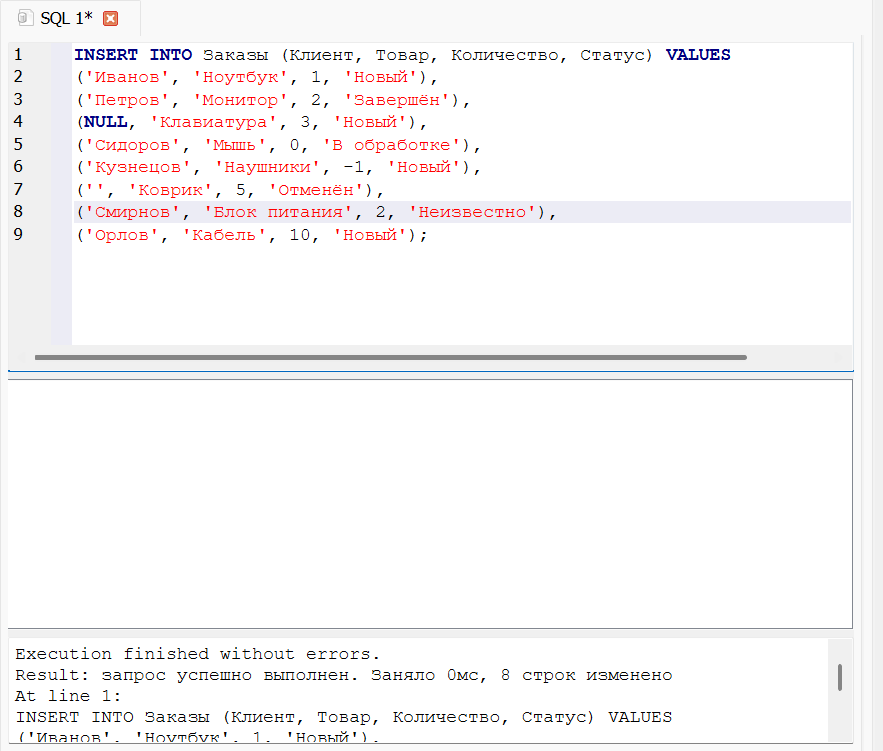 SQL 1*
1 INSERT INTO Заказы (Клиент, Товар, Количество, Статус) VALUES
2 ('Иванов', 'Ноутбук', 1, 'Новый'),
3 ('Петров', 'Монитор', 2, 'Завершён'),
4 (NULL, 'Клавиатура', 3, 'Новый'),
5 ('Сидоров', 'Мышь', 0, 'В обработке'),
6 ('Кузнецов', 'Наушники', -1, 'Новый'),
7 ('', 'Коврик', 5, 'Отменён'),
8 ('Смирнов', 'Блок питания', 2, 'Неизвестно'),
9 ('Орлов', 'Кабель', 10, 'Новый');
Execution finished without errors.
Result: запрос успешно выполнен. Заняло 0мс, 8 строк изменено
At line 1:
INSERT INTO Заказы (Клиент, Товар, Количество, Статус) VALUES
('Иванов', 'Ноутбук', 1, 'Новый'),